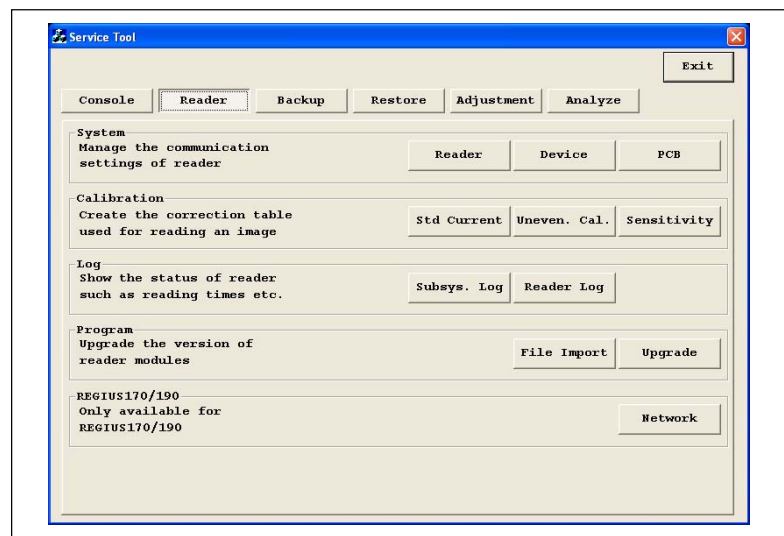 Service Tool
Exit
Console Reader Backup Restore Adjustment Analyze
System
Manage the communication
settings of reader
Reader Device PCB
Calibration
Create the correction table
used for reading an image
Std Current Uneven. Cal. Sensitivity
Log
Show the status of reader
such as reading times etc.
Subsys. Log Reader Log
Program
Upgrade the version of
reader modules
File Import Upgrade
REGIUS170/190
Only available for
REGIUS170/190
Network